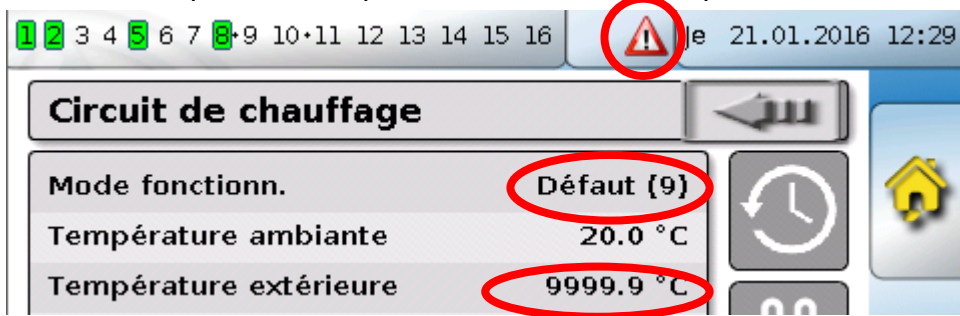 1 2 3 4 5 6 7 8•9 10•11 12 13 14 15 16 Je 21.01.2016 12:29
Circuit de chauffage
Mode fonctionn. Défaut (9)
Température ambiante 20.0 °C
Température extérieure 9999.9 °C